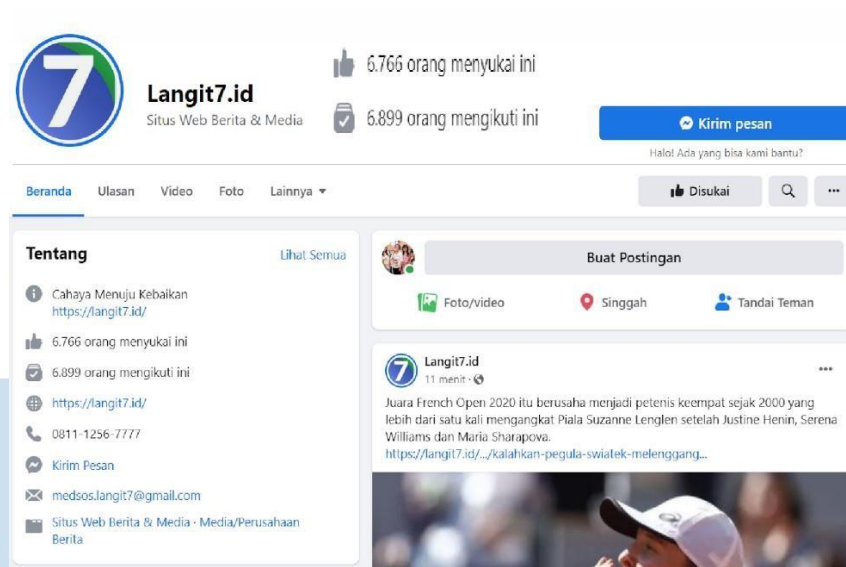 7
Langit7.id
Situs Web Berita & Media
6.766 orang menyukai ini
6.899 orang mengikuti ini
Kirim pesan
Halo! Ada yang bisa kami bantu?
Beranda
Ulasan
Video
Foto
Lainnya
Disukai
Tentang
Lihat Semua
Cahaya Menuju Kebaikan
https://langit7.id/
6.766 orang menyukai ini
6.899 orang mengikuti ini
https://langit7.id/
0811-1256-7777
Kirim Pesan
medsos.langit7@gmail.com
Situs Web Berita & Media · Media/Perusahaan
Berita
Buat Postingan
Foto/video
Singgah
Tandai Teman
7
Langit7.id
11 menit ·
Juara French Open 2020 itu berusaha menjadi petenis keempat sejak 2000 yang
lebih dari satu kali mengangkat Piala Suzanne Lenglen setelah Justine Henin, Serena
Williams dan Maria Sharapova.
https://langit7.id/.../kalahkan-pegula-swiatek-melenggang...